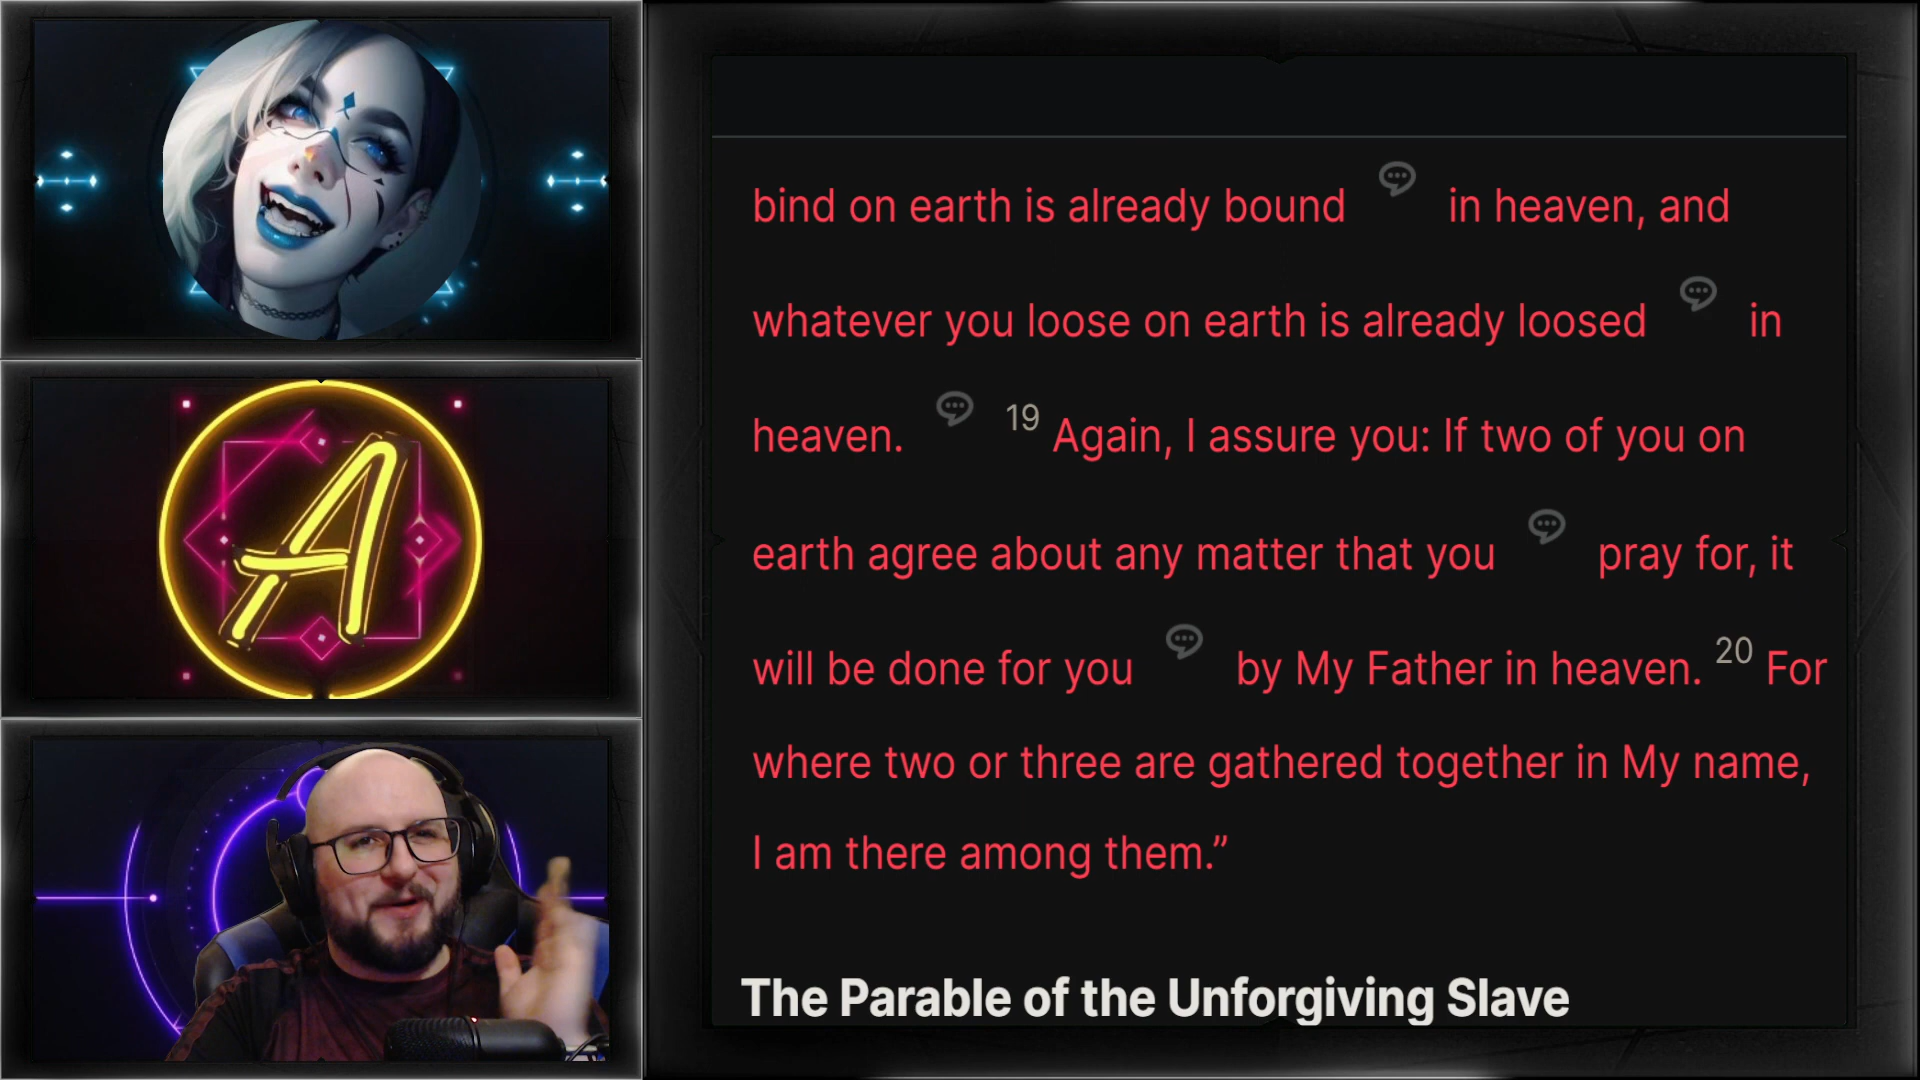 A
bind on earth is already bound in heaven, and
whatever you loose on earth is already loosed in
heaven. 19 Again, I assure you: If two of you on
earth agree about any matter that you pray for, it
will be done for you by My Father in heaven. 20 For
where two or three are gathered together in My name,
I am there among them.”
The Parable of the Unforgiving Slave